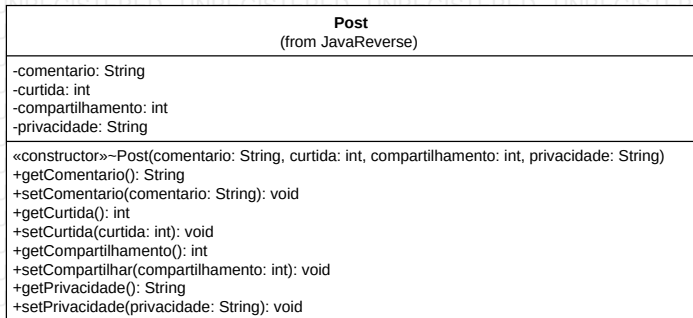 Post
(from JavaReverse)
-comentario: String
-curtida: int
-compartilhamento: int
-privacidade: String
«constructor»~Post(comentario: String, curtida: int, compartilhamento: int, privacidade: String)
+getComentario(): String
+setComentario(comentario: String): void
+getCurtida(): int
+setCurtida(curtida: int): void
+getCompartilhamento(): int
+setCompartilhar(compartilhamento: int): void
+getPrivacidade(): String
+setPrivacidade(privacidade: String): void